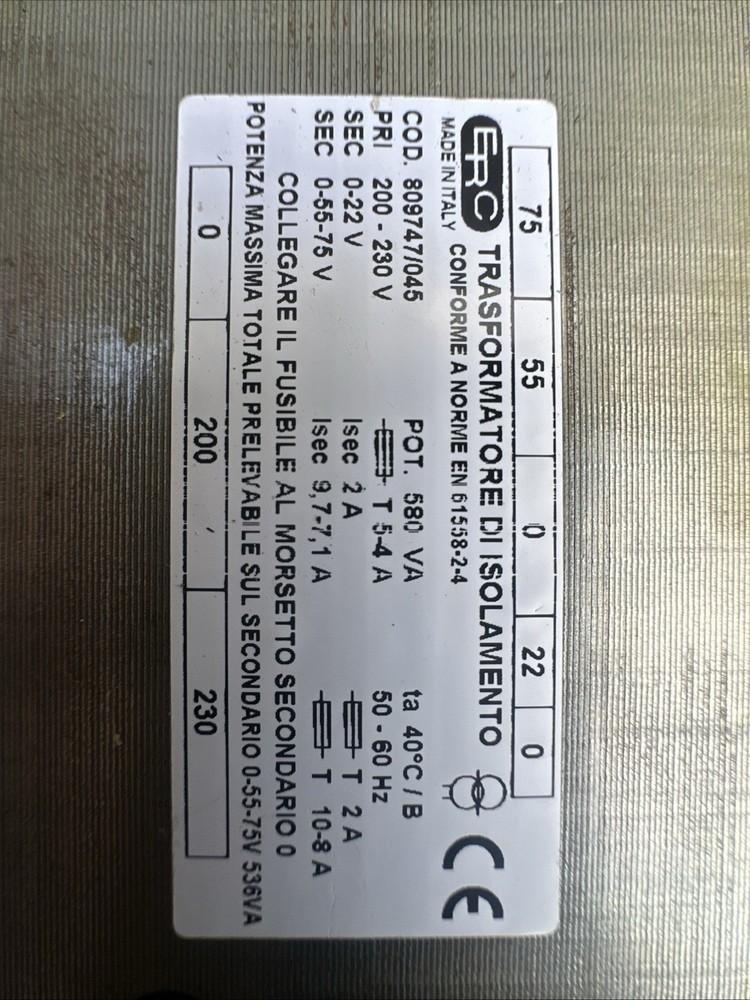 75 55 0 22 0
ERC TRASFORMATORE DI ISOLAMENTO
MADE IN ITALY CONFORME A NORME EN 61558-2-4 CE
COD. 809747/045 POT. 580 VA ta 40°C / B
PRI 200 - 230 V T 5-4 A 50 - 60 Hz
SEC 0-22 V Isec 2 A T 2 A
SEC 0-55-75 V Isec 9,7-7,1 A T 10-8 A
COLLEGARE IL FUSIBILE AL MORSETTO SECONDARIO 0
POTENZA MASSIMA TOTALE PRELEVABILE SUL SECONDARIO 0-55-75V 536VA
0 200 230